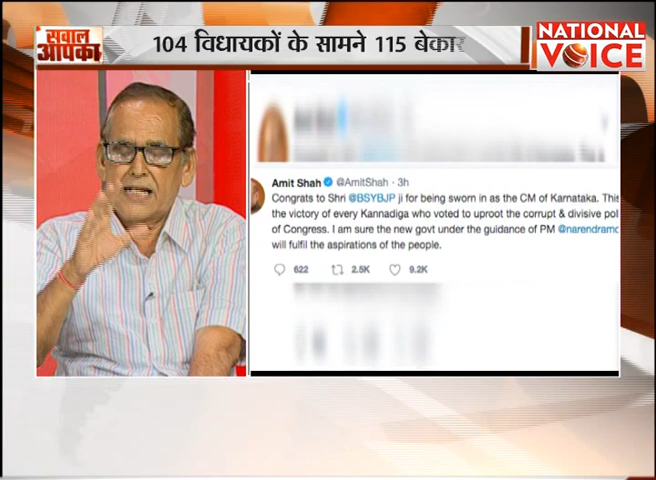 सवाल
आपका
104 विधायकों के सामने 115 बेकार
NATIONAL
VOICE
Amit Shah @AmitShah · 3h
Congrats to Shri @BSYBJP ji for being sworn in as the CM of Karnataka. This
the victory of every Kannadiga who voted to uproot the corrupt & divisive pol
of Congress. I am sure the new govt under the guidance of PM @narendramo
will fulfil the aspirations of the people.
622 2.5K 9.2K